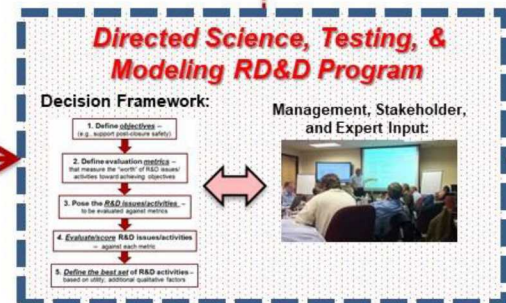 Directed Science, Testing, &
Modeling RD&D Program
Decision Framework:
1. Define objectives –
(e.g., support post-closure safety)
2. Define evaluation metrics –
that measure the "worth" of R&D issues/
activities toward achieving objectives
3. Pose the R&D issues/activities –
to be evaluated against metrics
4. Evaluate/score R&D issues/activities
– against each metric
5. Define the best set of R&D activities –
based on utility; additional qualitative factors
Management, Stakeholder,
and Expert Input: